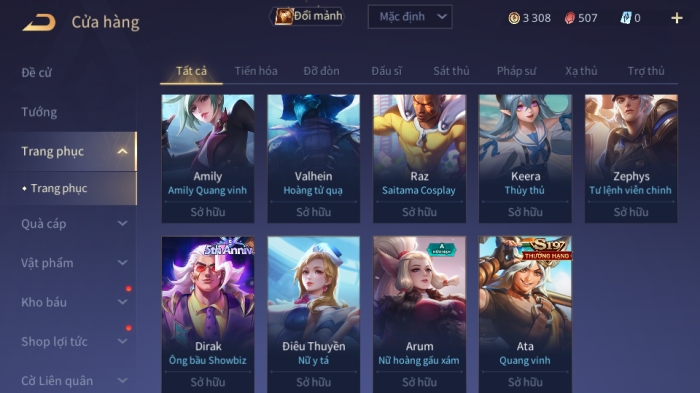 Cửa hàng
Đổi mảnh
Mặc định
3 308
507
0
Đề cử
Tướng
Trang phục
Trang phục
Quà cáp
Vật phẩm
Kho báu
Shop lợi tức
Cờ Liên quân
Tất cả
Tiến hóa
Đỡ đòn
Đấu sĩ
Sát thủ
Pháp sư
Xạ thủ
Trợ thủ
Amily
Amily Quang vinh
Sở hữu
Valhein
Hoàng tử quạ
Sở hữu
Raz
Saitama Cosplay
Sở hữu
Keera
Thủy thủ
Sở hữu
Zephys
Tư lệnh viễn chinh
Sở hữu
5th Anniv
Dirak
Ông bầu Showbiz
Sở hữu
Điêu Thuyền
Nữ y tá
Sở hữu
Arum
Nữ hoàng gấu xám
Sở hữu
S197
THƯỞNG HẠNG
Ata
Quang vinh
Sở hữu